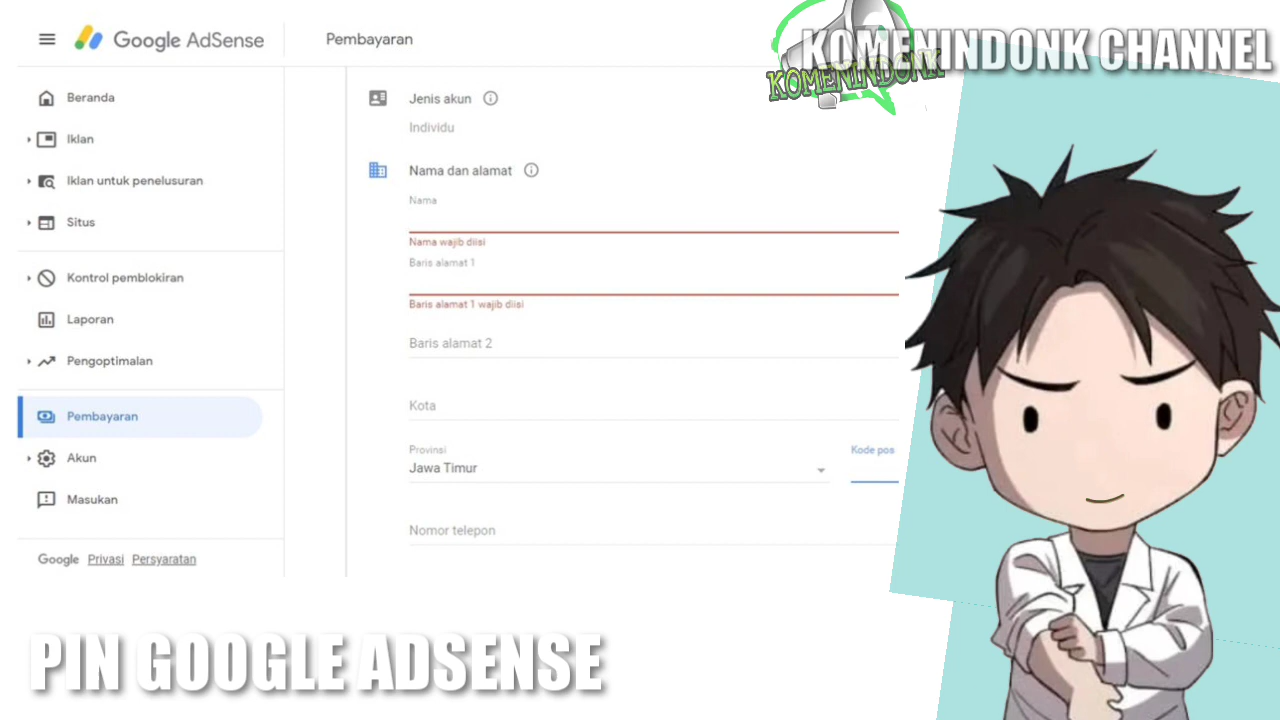 Google AdSense
Pembayaran
KOMENINDONK
KOMENINDONK CHANNEL
Beranda
Iklan
Iklan untuk penelusuran
Situs
Kontrol pemblokiran
Laporan
Pengoptimalan
Pembayaran
Akun
Masukan
Google Privasi Persyaratan
Jenis akun
Individu
Nama dan alamat
Nama
Nama wajib diisi
Baris alamat 1
Baris alamat 1 wajib diisi
Baris alamat 2
Kota
Provinsi
Jawa Timur
Kode pos
Nomor telepon
PIN GOOGLE ADSENSE